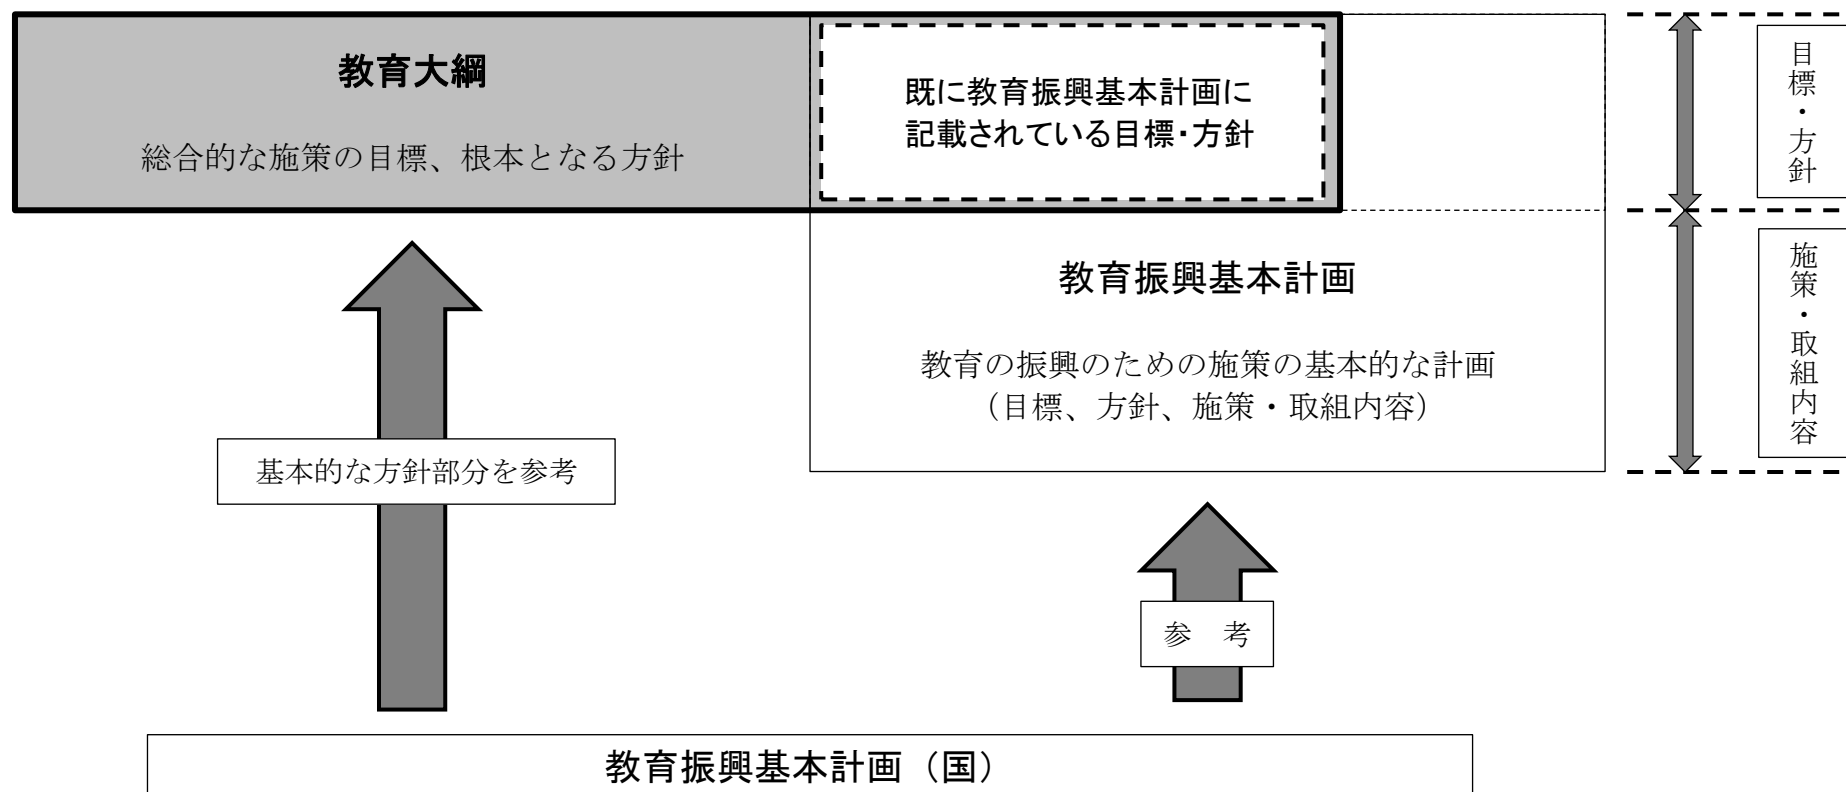 教育大綱
総合的な施策の目標、根本となる方針
既に教育振興基本計画に
記載されている目標・方針
目標・方針
教育振興基本計画
教育の振興のための施策の基本的な計画
（目標、方針、施策・取組内容）
施策・取組内容
基本的な方針部分を参考
参　考
教育振興基本計画（国）